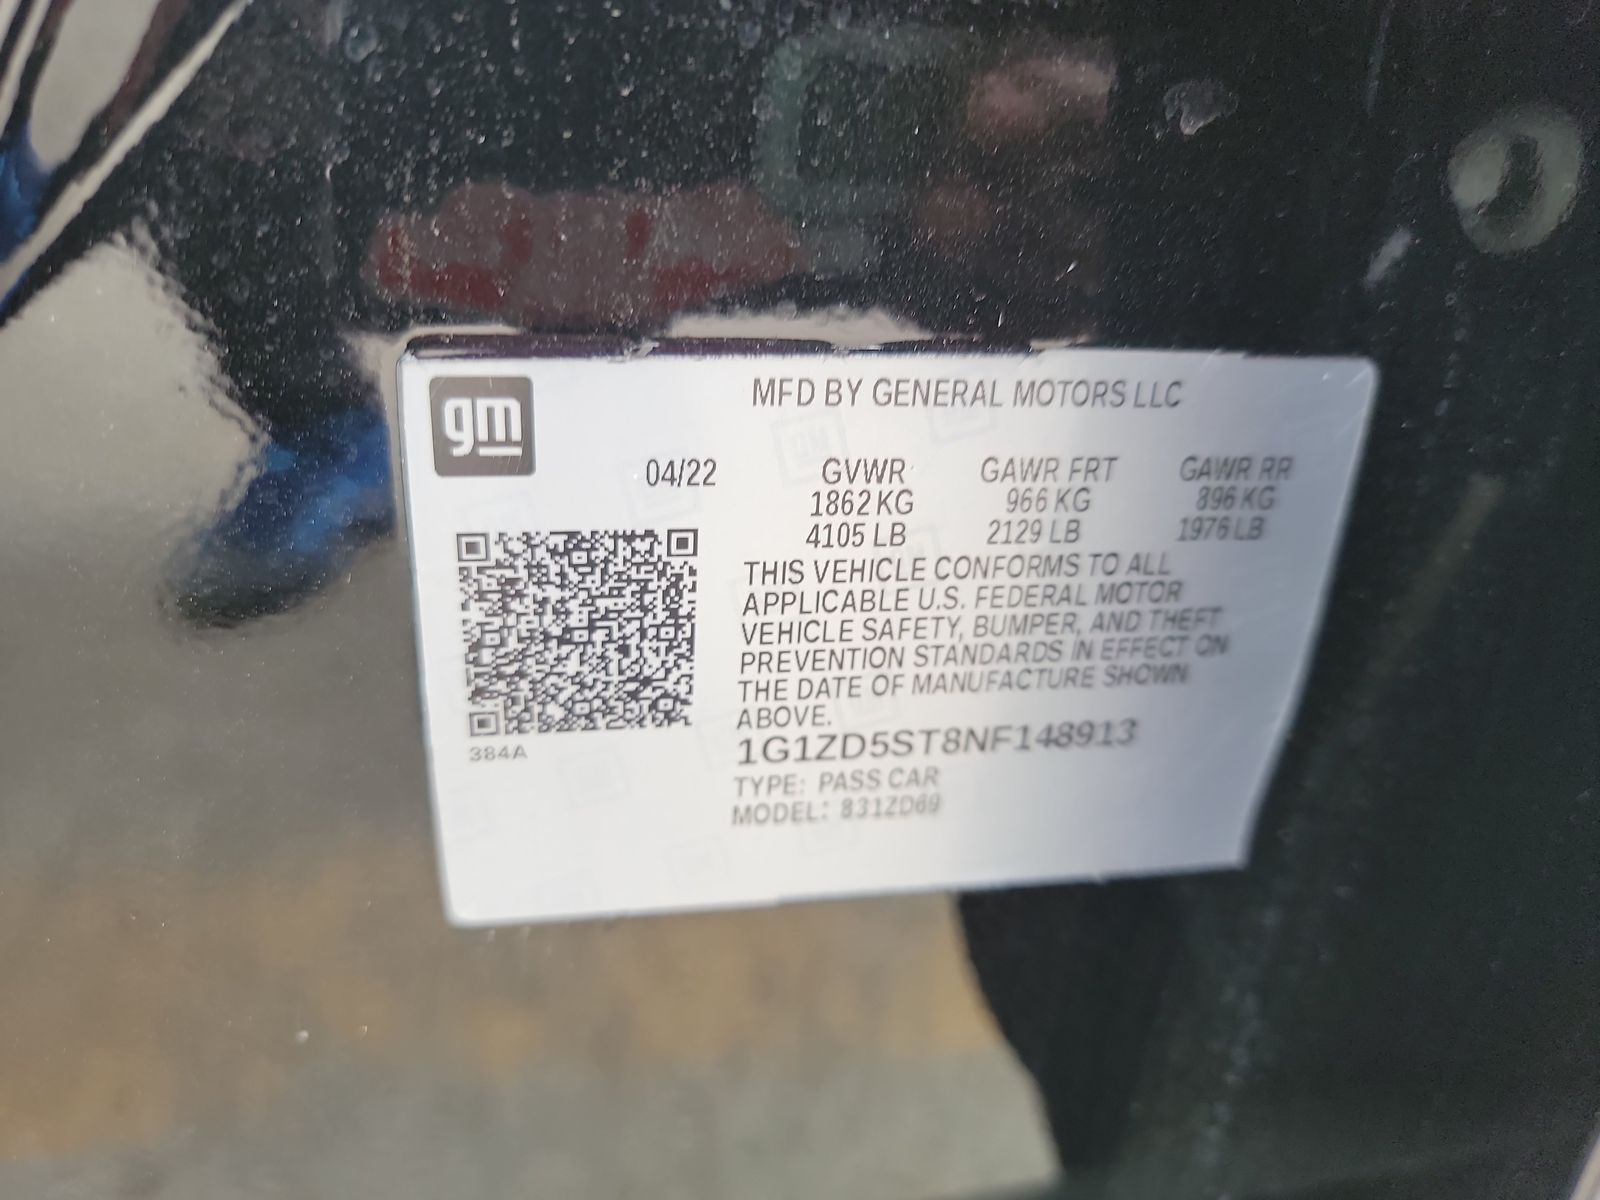 gm
MFD BY GENERAL MOTORS LLC
04/22 GVWR GAWR FRT GAWR RR
1862 KG 966 KG 896 KG
4105 LB 2129 LB 1976 LB
THIS VEHICLE CONFORMS TO ALL
APPLICABLE U.S. FEDERAL MOTOR
VEHICLE SAFETY, BUMPER, AND THEFT
PREVENTION STANDARDS IN EFFECT ON
THE DATE OF MANUFACTURE SHOWN
ABOVE.
384A
1G1ZD5ST8NF148913
TYPE: PASS CAR
MODEL: 831ZD69